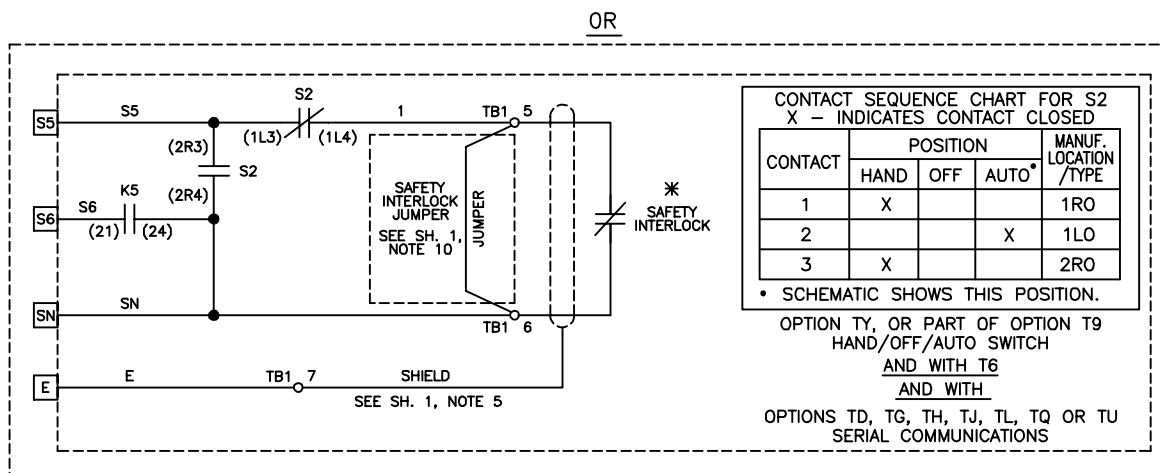 OR
S5
S5
S2
(1L3)
(1L4)
1
TB1
5
(2R3)
S2
(2R4)
S6
S6
K5
(21)
(24)
SAFETY
INTERLOCK
JUMPER
SEE SH. 1,
NOTE 10
JUMPER
*
SAFETY
INTERLOCK
SN
SN
TB1
6
E
E
TB1
7
SHIELD
SEE SH. 1, NOTE 5
CONTACT SEQUENCE CHART FOR S2
X – INDICATES CONTACT CLOSED
CONTACT
POSITION
MANUF.
LOCATION
/TYPE
HAND OFF AUTO•
1 X 1RO
2 X 1LO
3 X 2RO
• SCHEMATIC SHOWS THIS POSITION.
OPTION TY, OR PART OF OPTION T9
HAND/OFF/AUTO SWITCH
AND WITH T6
AND WITH
OPTIONS TD, TG, TH, TJ, TL, TQ OR TU
SERIAL COMMUNICATIONS